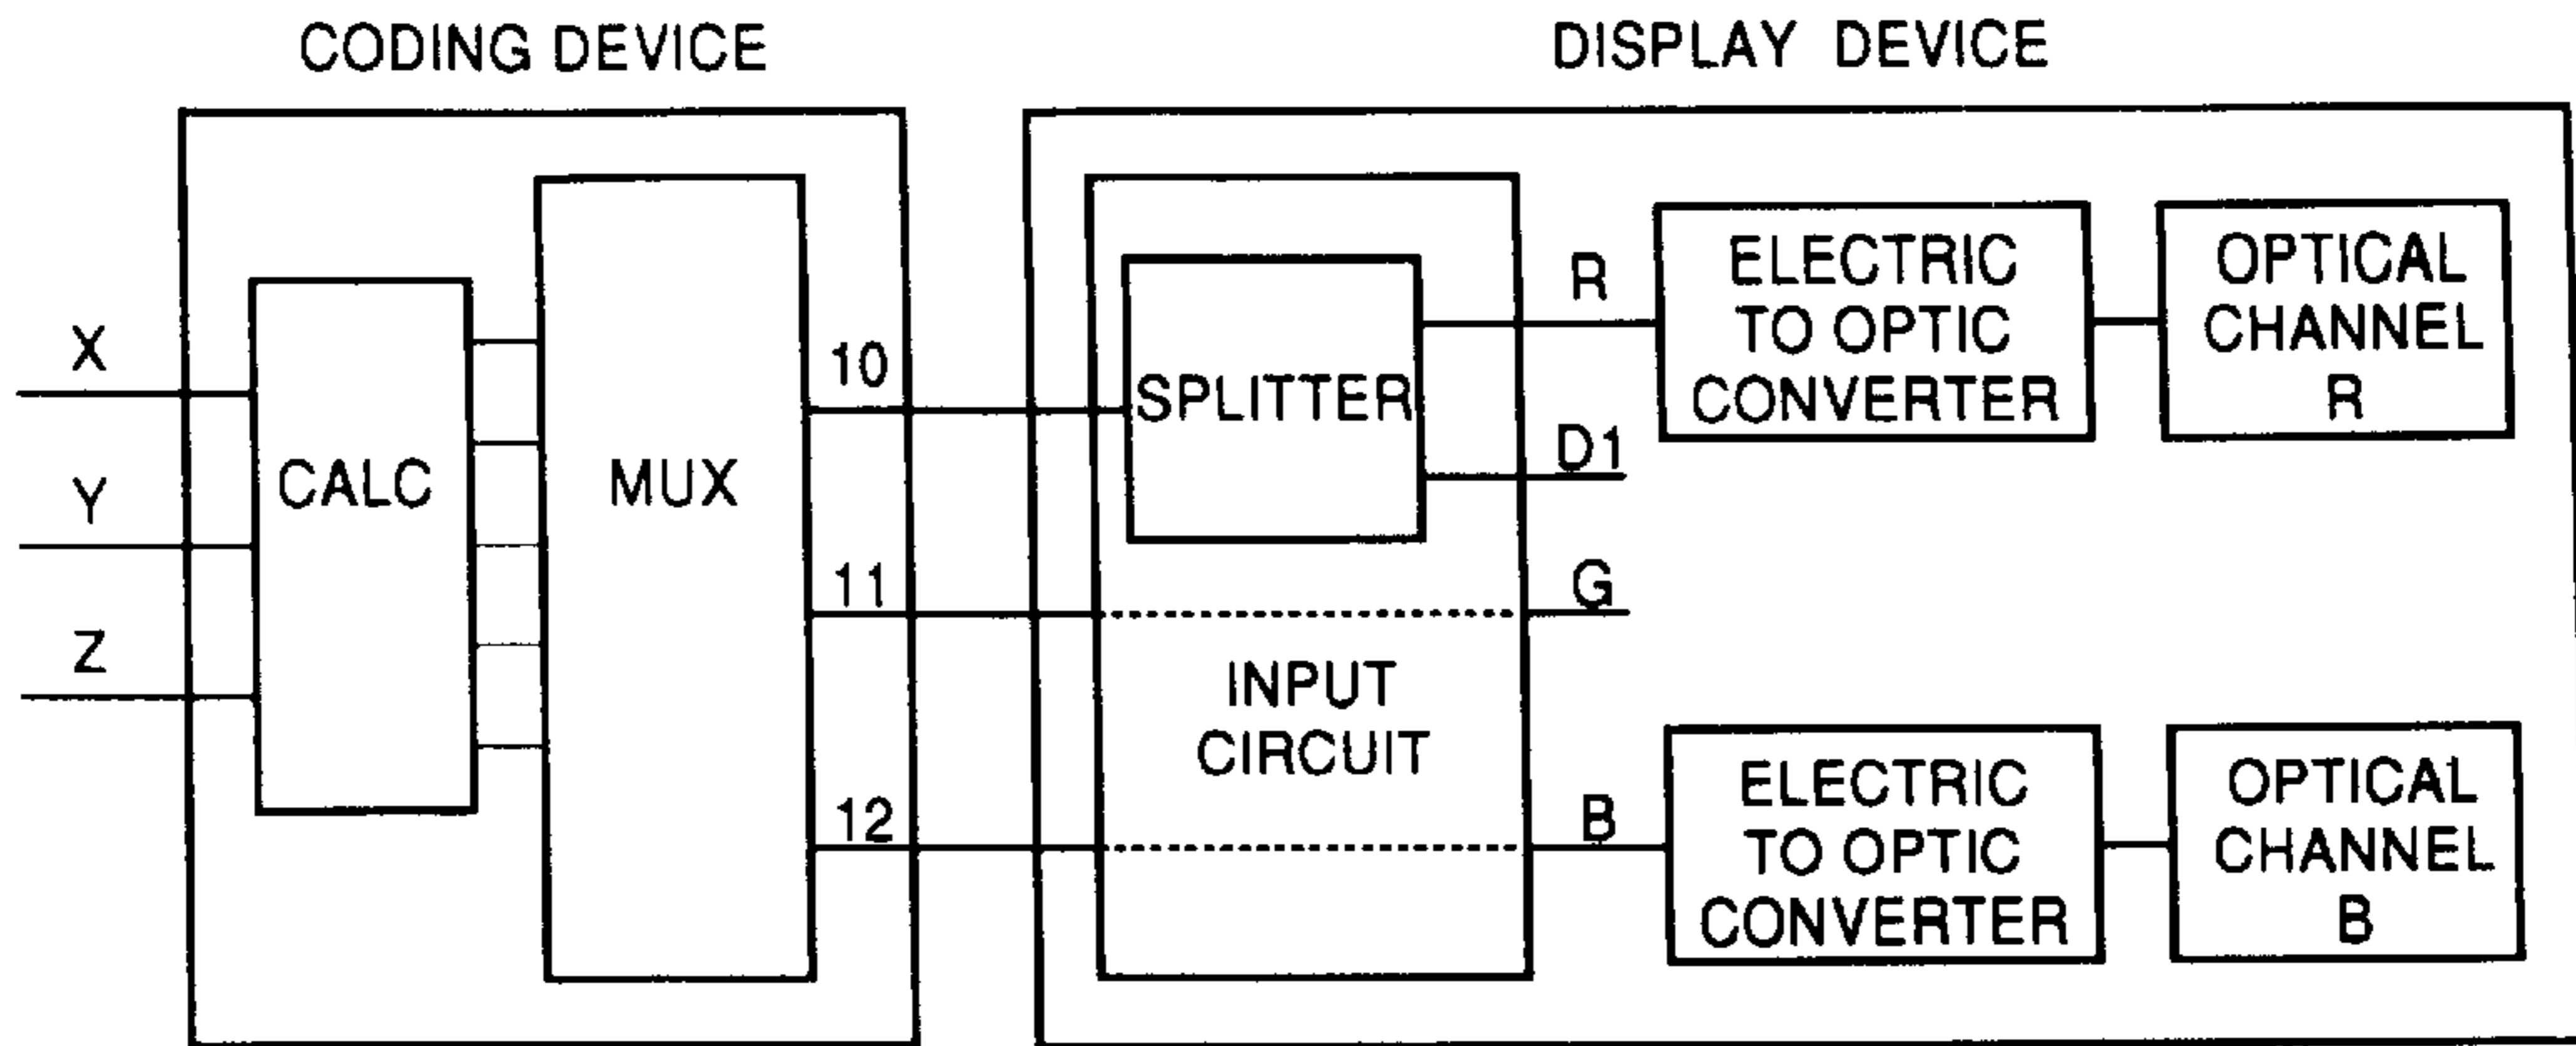 CODING DEVICE
DISPLAY DEVICE
X
Y
Z
CALC
MUX
10
11
12
SPLITTER
INPUT
CIRCUIT
R
D1
G
B
ELECTRIC
TO OPTIC
CONVERTER
OPTICAL
CHANNEL
R
ELECTRIC
TO OPTIC
CONVERTER
OPTICAL
CHANNEL
B